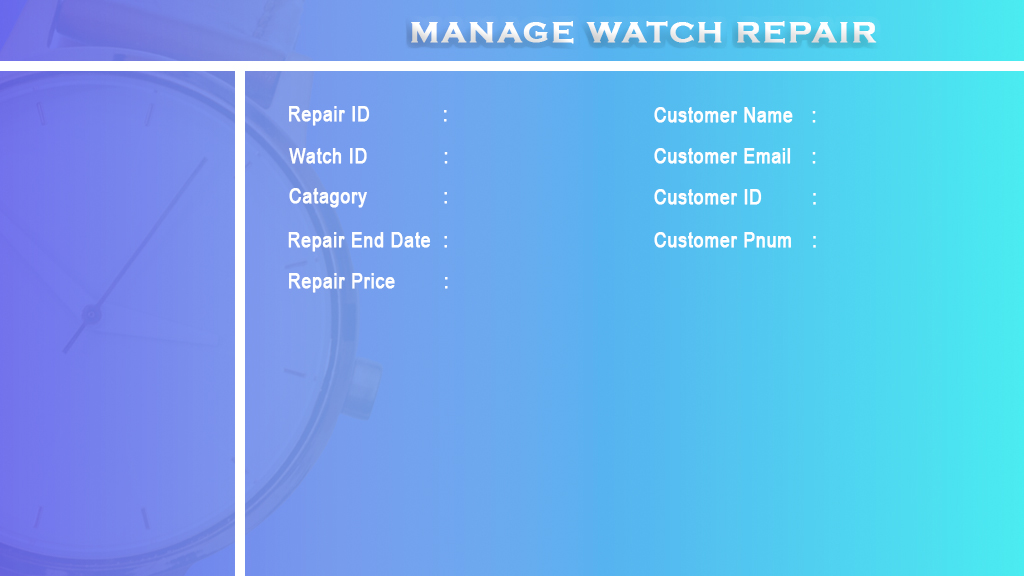 MANAGE WATCH REPAIR
Repair ID :
Watch ID :
Catagory :
Repair End Date :
Repair Price :
Customer Name :
Customer Email :
Customer ID :
Customer Pnum :